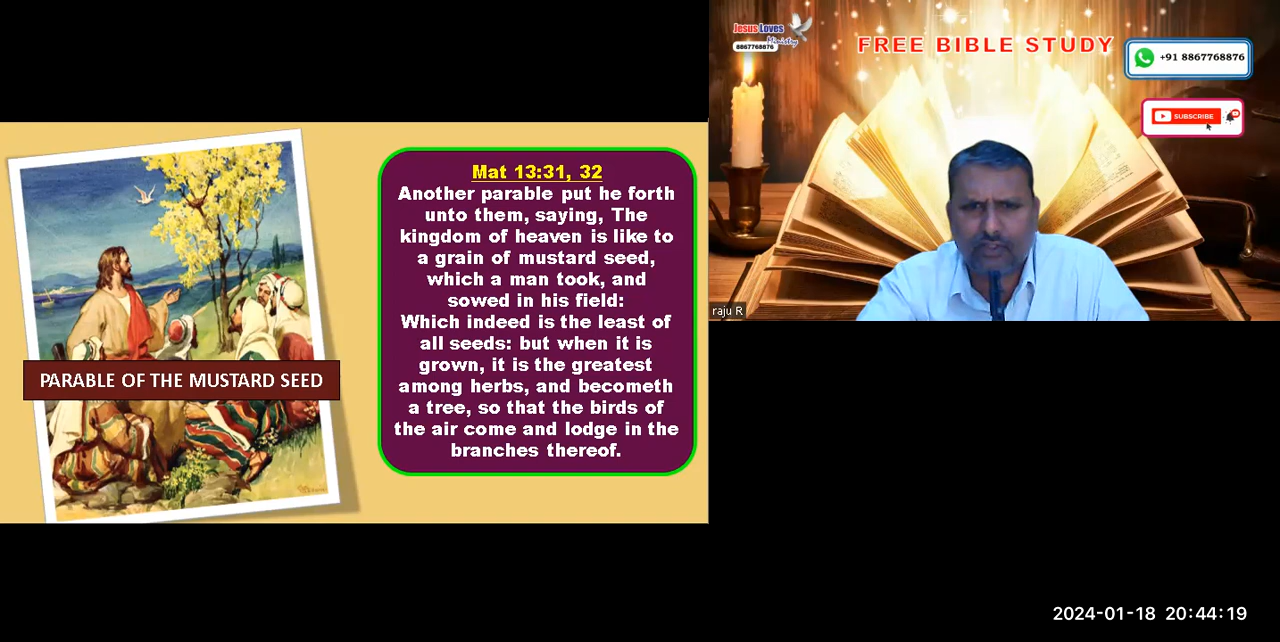 PARABLE OF THE MUSTARD SEED
Mat 13:31, 32
Another parable put he forth
unto them, saying, The
kingdom of heaven is like to
a grain of mustard seed,
which a man took, and
sowed in his field:
Which indeed is the least of
all seeds: but when it is
grown, it is the greatest
among herbs, and becometh
a tree, so that the birds of
the air come and lodge in the
branches thereof.
Jesus Loves
Ministry
8867768876
FREE BIBLE STUDY
+91 8867768876
SUBSCRIBE
raju R
2024-01-18 20:44:19